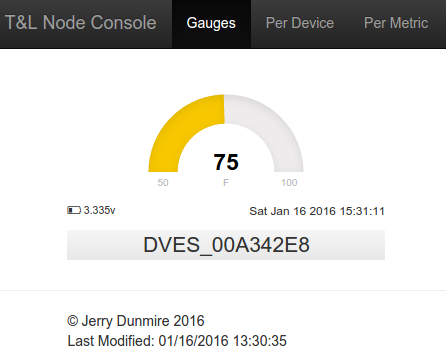 T&L Node Console Gauges Per Device Per Metric
75
50 F 100
3.335v Sat Jan 16 2016 15:31:11
DVES_00A342E8
© Jerry Dunmire 2016
Last Modified: 01/16/2016 13:30:35